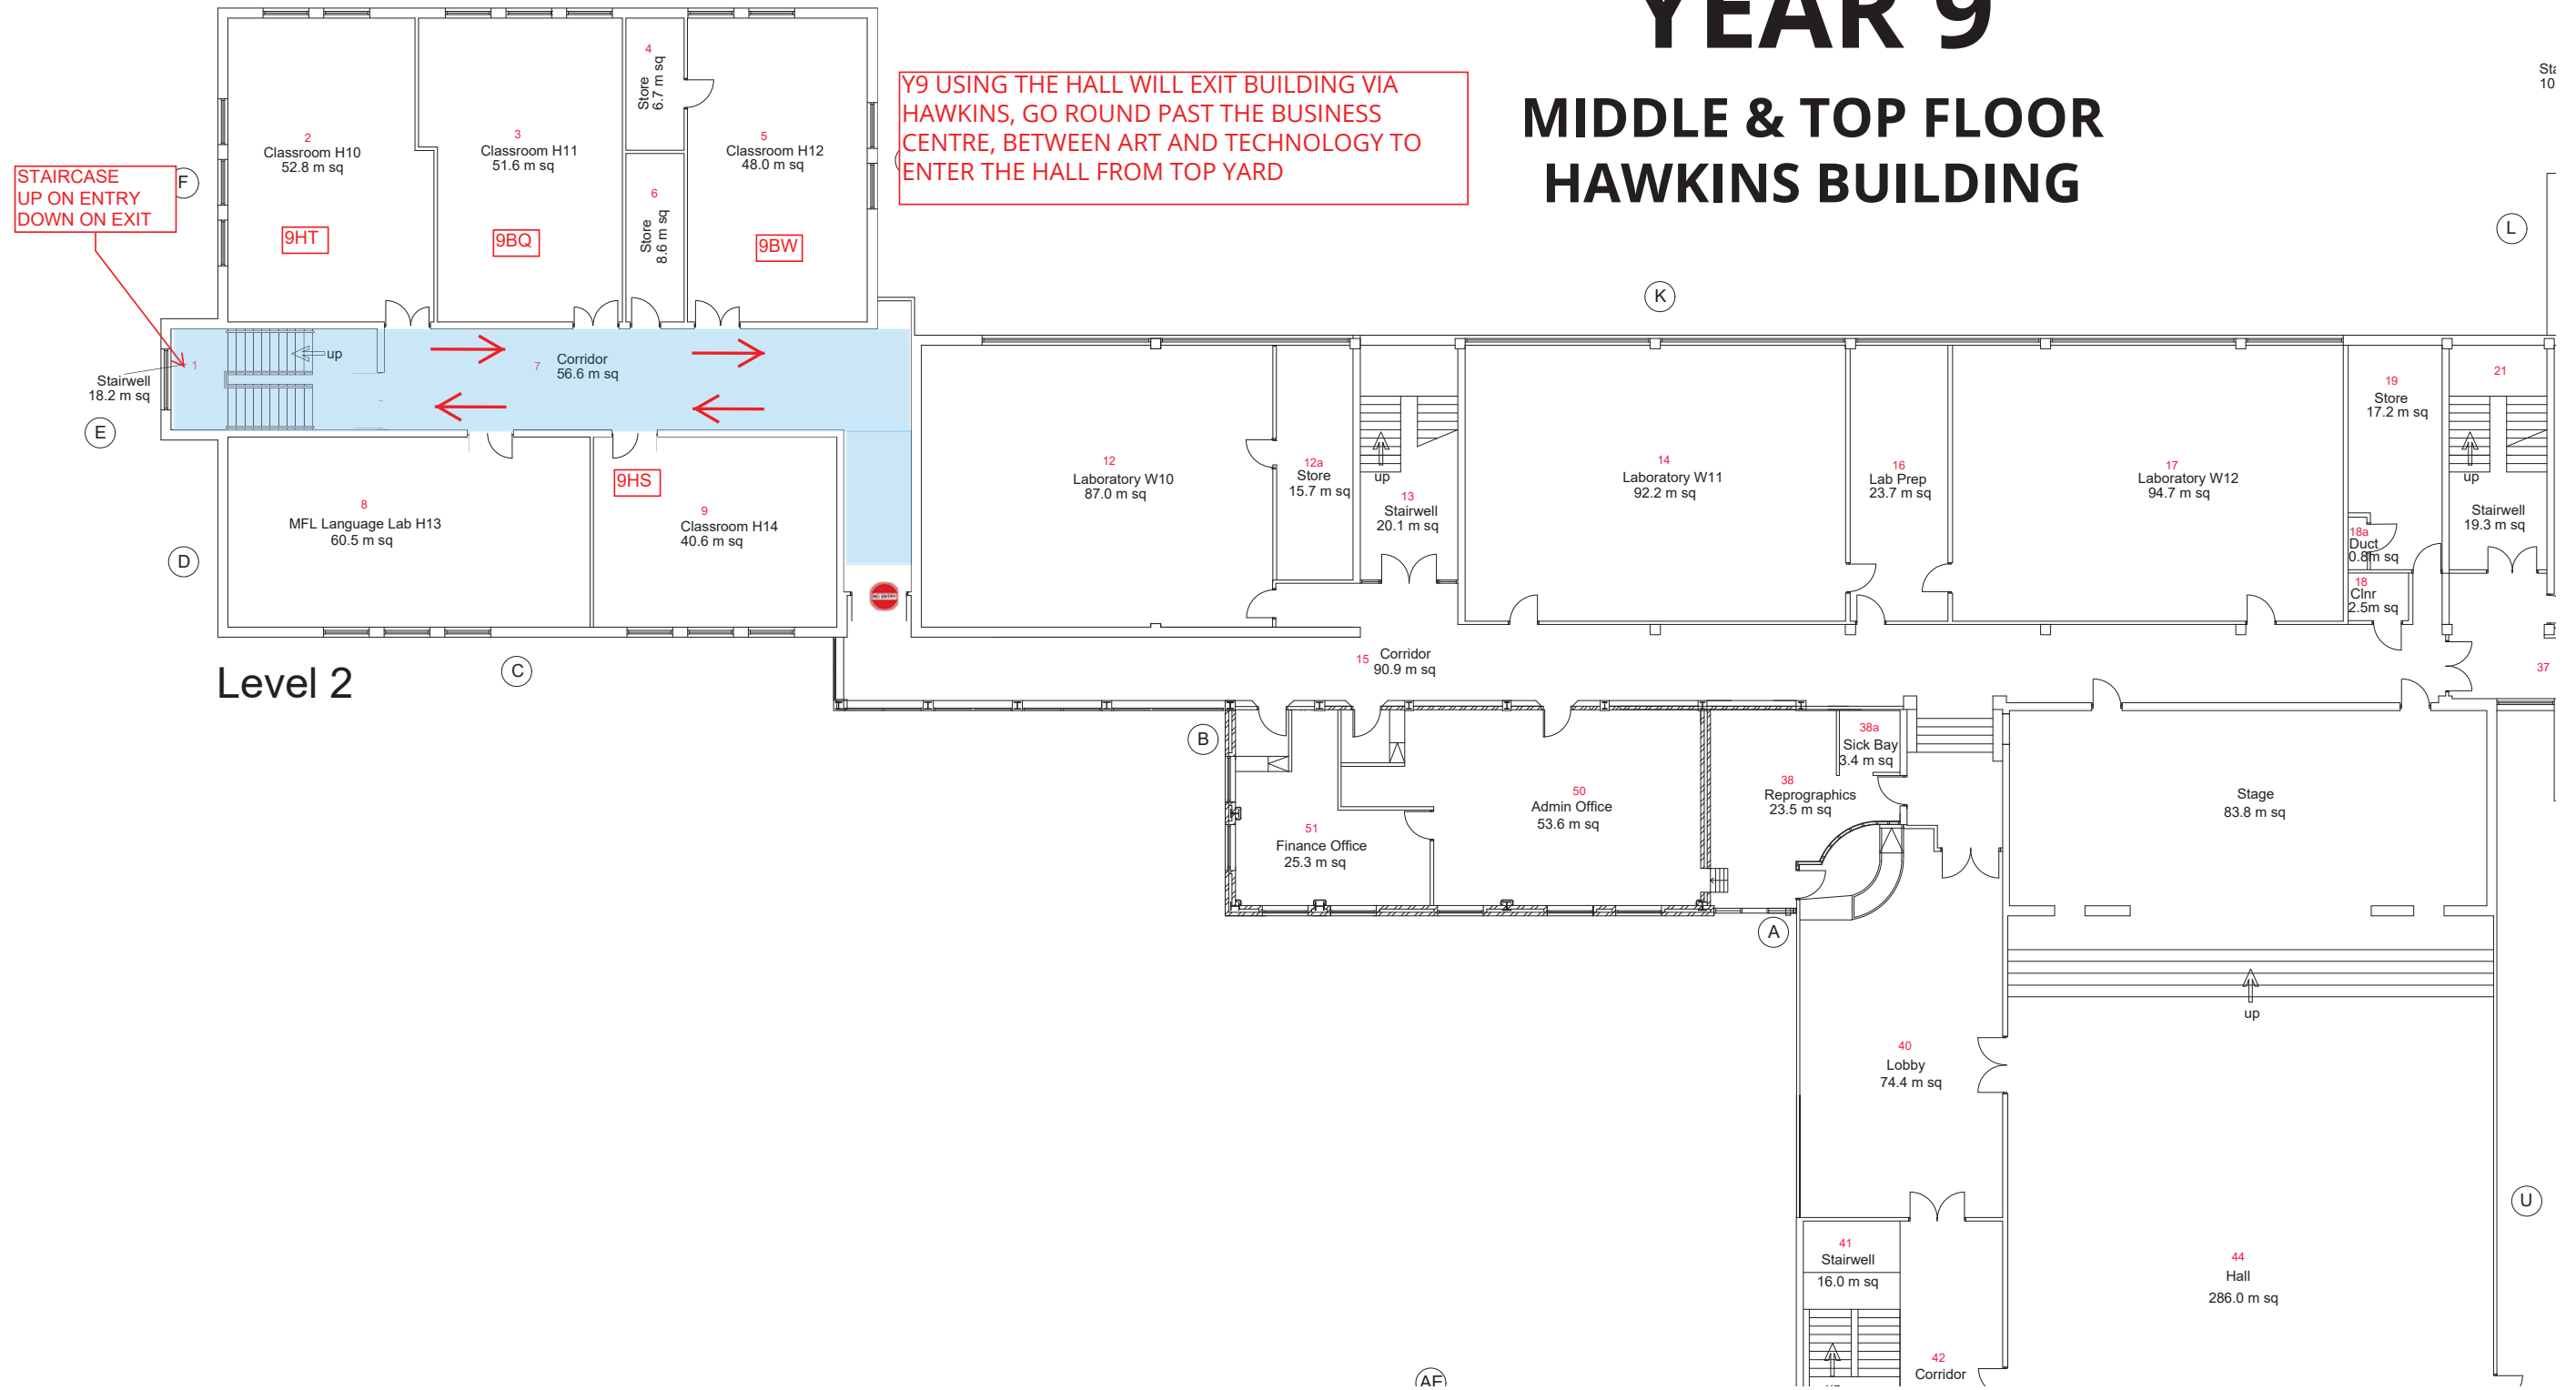 YEAR 9
MIDDLE & TOP FLOOR
HAWKINS BUILDING
Y9 USING THE HALL WILL EXIT BUILDING VIA
HAWKINS, GO ROUND PAST THE BUSINESS
CENTRE, BETWEEN ART AND TECHNOLOGY TO
ENTER THE HALL FROM TOP YARD
STAIRCASE
UP ON ENTRY
DOWN ON EXIT
F
2
Classroom H10
52.8 m sq
9HT
3
Classroom H11
51.6 m sq
9BQ
4
Store
6.7 m sq
6
Store
8.6 m sq
5
Classroom H12
48.0 m sq
9BW
L
K
1
Stairwell
18.2 m sq
up
7
Corridor
56.6 m sq
E
D
8
MFL Language Lab H13
60.5 m sq
9HS
9
Classroom H14
40.6 m sq
NO ENTRY
C
Level 2
12
Laboratory W10
87.0 m sq
12a
Store
15.7 m sq
up
13
Stairwell
20.1 m sq
14
Laboratory W11
92.2 m sq
16
Lab Prep
23.7 m sq
17
Laboratory W12
94.7 m sq
19
Store
17.2 m sq
18a
Duct
0.8m sq
18
Clnr
2.5m sq
21
up
Stairwell
19.3 m sq
15
Corridor
90.9 m sq
37
B
51
Finance Office
25.3 m sq
50
Admin Office
53.6 m sq
38
Reprographics
23.5 m sq
38a
Sick Bay
3.4 m sq
A
Stage
83.8 m sq
up
40
Lobby
74.4 m sq
U
41
Stairwell
16.0 m sq
42
Corridor
44
Hall
286.0 m sq
AF